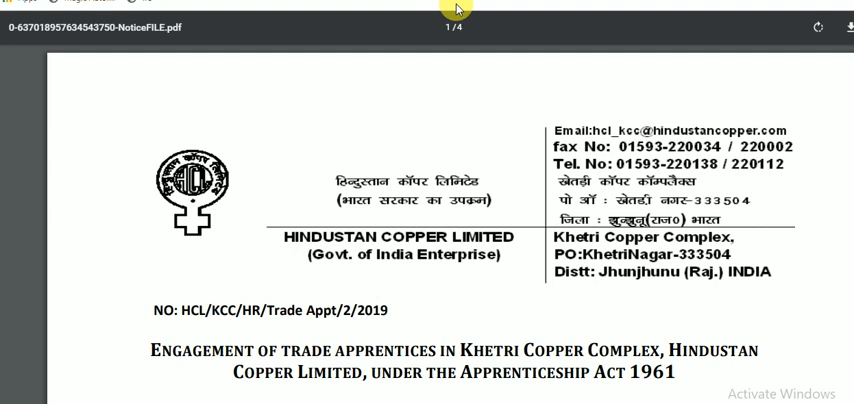 0-637018957634543750-NoticeFILE.pdf
1 / 4
HCL
हिन्दुस्तान कॉपर लिमिटेड
(भारत सरकार का उपक्रम)
HINDUSTAN COPPER LIMITED
(Govt. of India Enterprise)
Email:hcl_kcc@hindustancopper.com
fax No: 01593-220034 / 220002
Tel. No: 01593-220138 / 220112
खेतड़ी कॉपर कॉम्पलैक्स
पो ऑ : खेतड़ी नगर-333504
जिला : झुन्झुनू(राज0) भारत
Khetri Copper Complex,
PO:KhetriNagar-333504
Distt: Jhunjhunu (Raj.) INDIA
NO: HCL/KCC/HR/Trade Appt/2/2019
ENGAGEMENT OF TRADE APPRENTICES IN KHETRI COPPER COMPLEX, HINDUSTAN
COPPER LIMITED, UNDER THE APPRENTICESHIP ACT 1961
Activate Windows